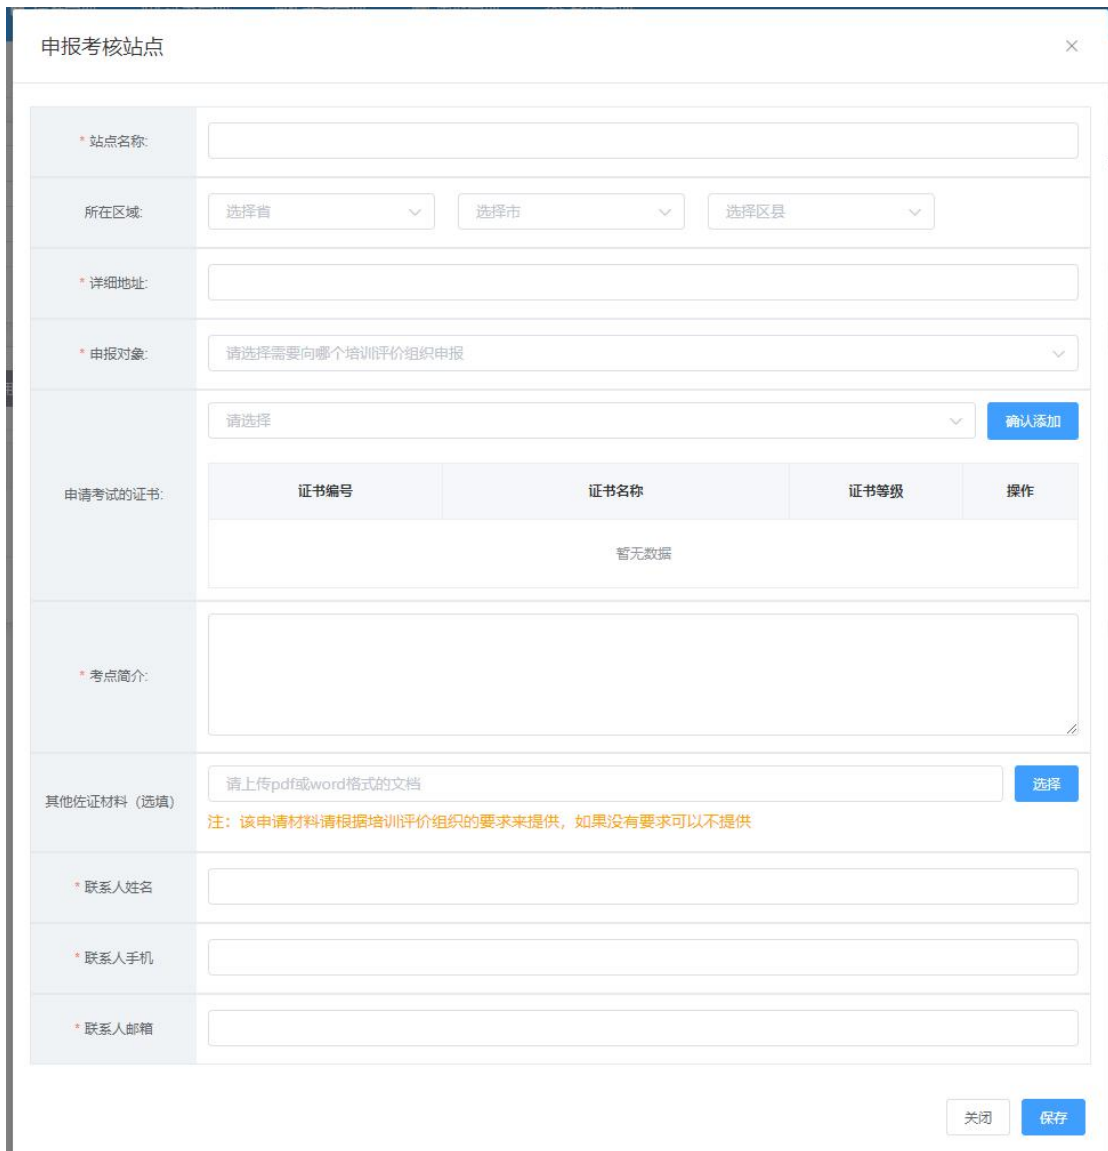 申报考核站点
* 站点名称:
所在区域: 选择省 选择市 选择区县
* 详细地址:
* 申报对象: 请选择需要向哪个培训评价组织申报
请选择 确认添加
申请考试的证书:
证书编号 证书名称 证书等级 操作
暂无数据
* 考点简介:
请上传pdf或word格式的文档 选择
其他佐证材料（选填）
注：该申请材料请根据培训评价组织的要求来提供，如果没有要求可以不提供
* 联系人姓名
* 联系人手机
* 联系人邮箱
关闭 保存